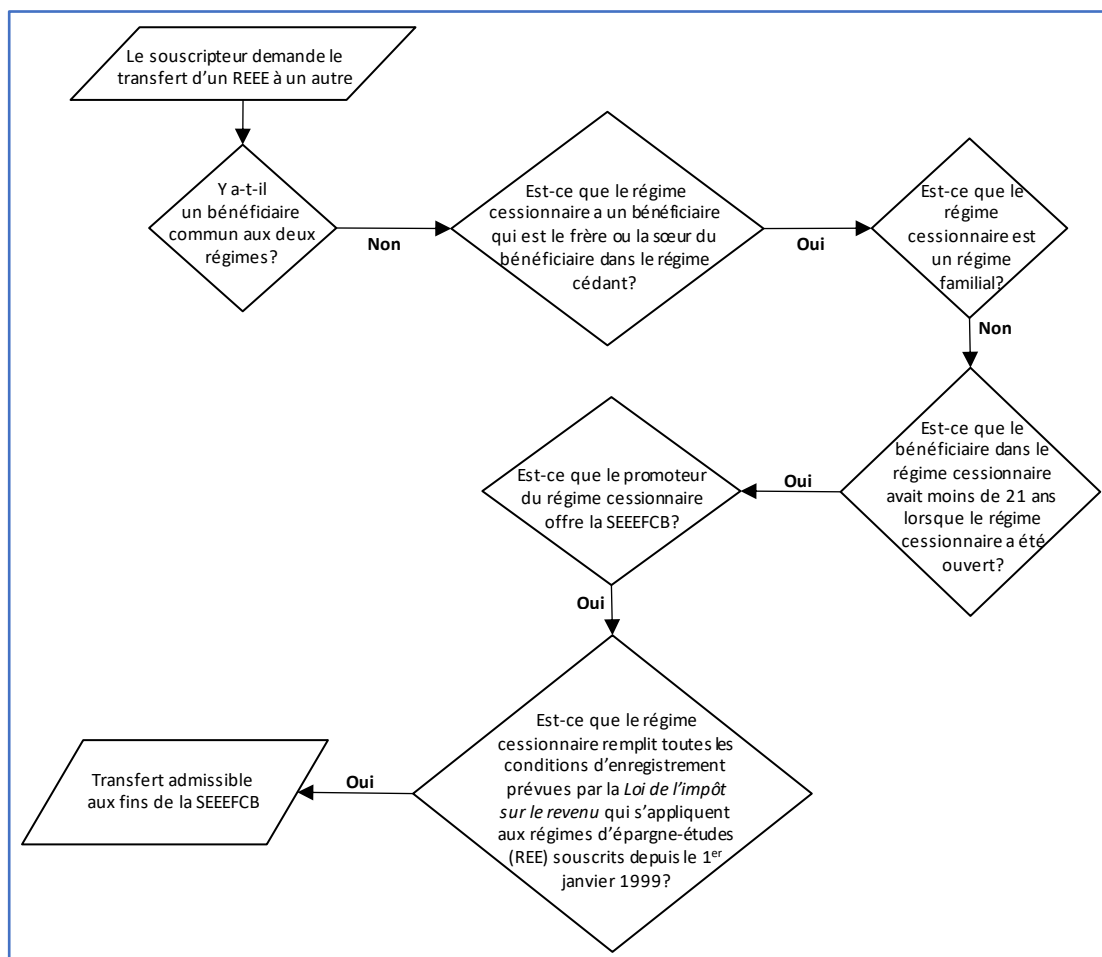 Le souscripteur demande le
transfert d'un REEE à un autre
Y a-t-il
un bénéficiaire
commun aux deux
régimes?
Non
Est-ce que le régime
cessionnaire a un bénéficiaire
qui est le frère ou la sœur du
bénéficiaire dans le régime
cédant?
Oui
Est-ce que le
régime
cessionnaire est
un régime
familial?
Non
Est-ce que le
bénéficiaire dans le
régime cessionnaire
avait moins de 21 ans
lorsque le régime
cessionnaire a été
ouvert?
Oui
Est-ce que le promoteur
du régime cessionnaire
offre la SEEEFCB?
Oui
Est-ce que le régime
cessionnaire remplit toutes les
conditions d'enregistrement
prévues par la Loi de l'impôt
sur le revenu qui s'appliquent
aux régimes d'épargne-études
(REE) souscrits depuis le 1er
janvier 1999?
Oui
Transfert admissible
aux fins de la SEEEFCB